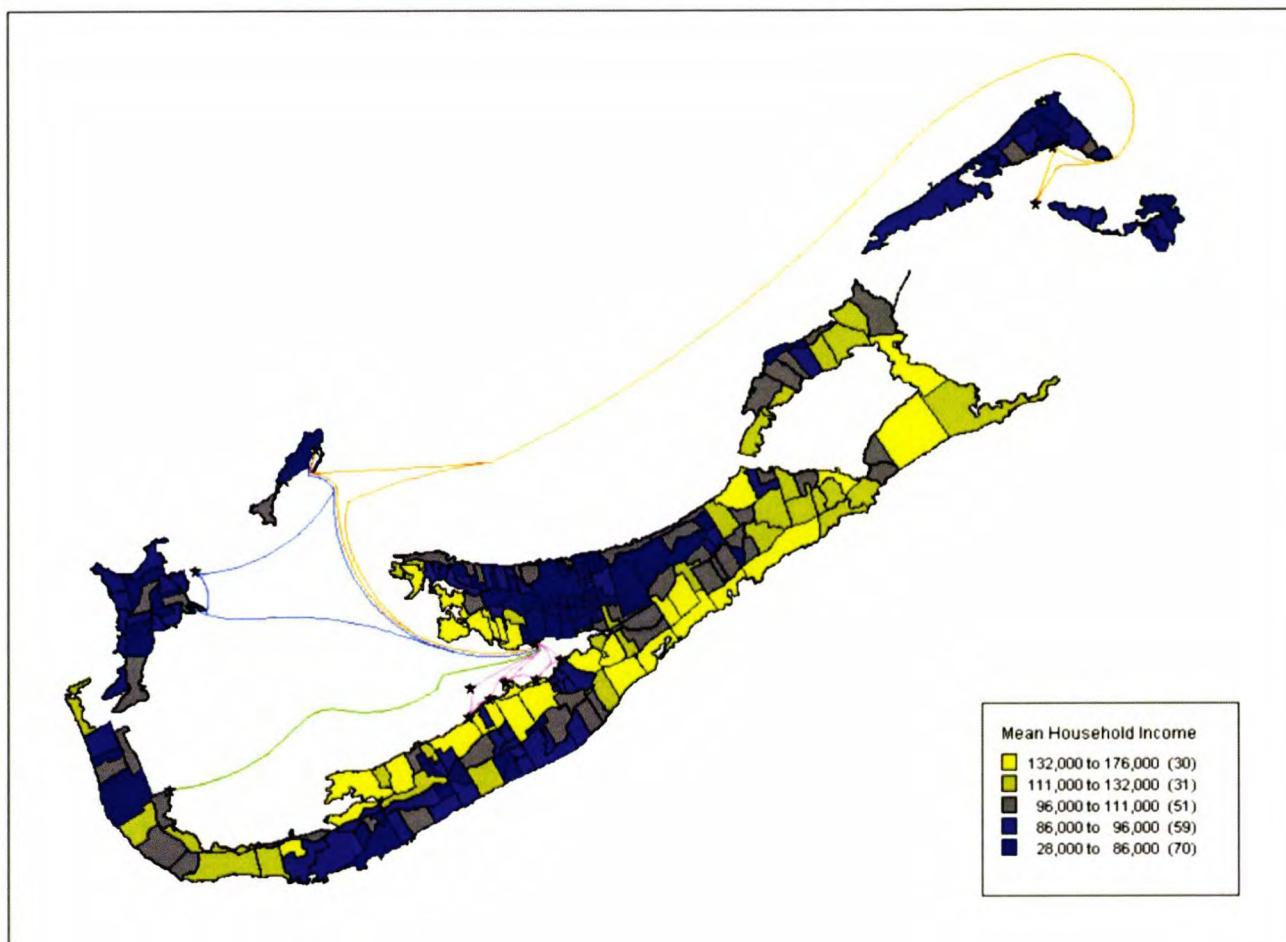 Mean Household Income
132,000 to 176,000 (30)
111,000 to 132,000 (31)
96,000 to 111,000 (51)
86,000 to 96,000 (59)
28,000 to 86,000 (70)